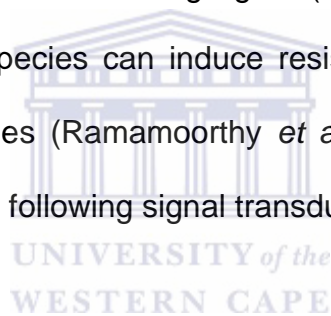 species can induce resis
es (Ramamoorthy et a
following signal transdu
UNIVERSITY of the
WESTERN CAPE